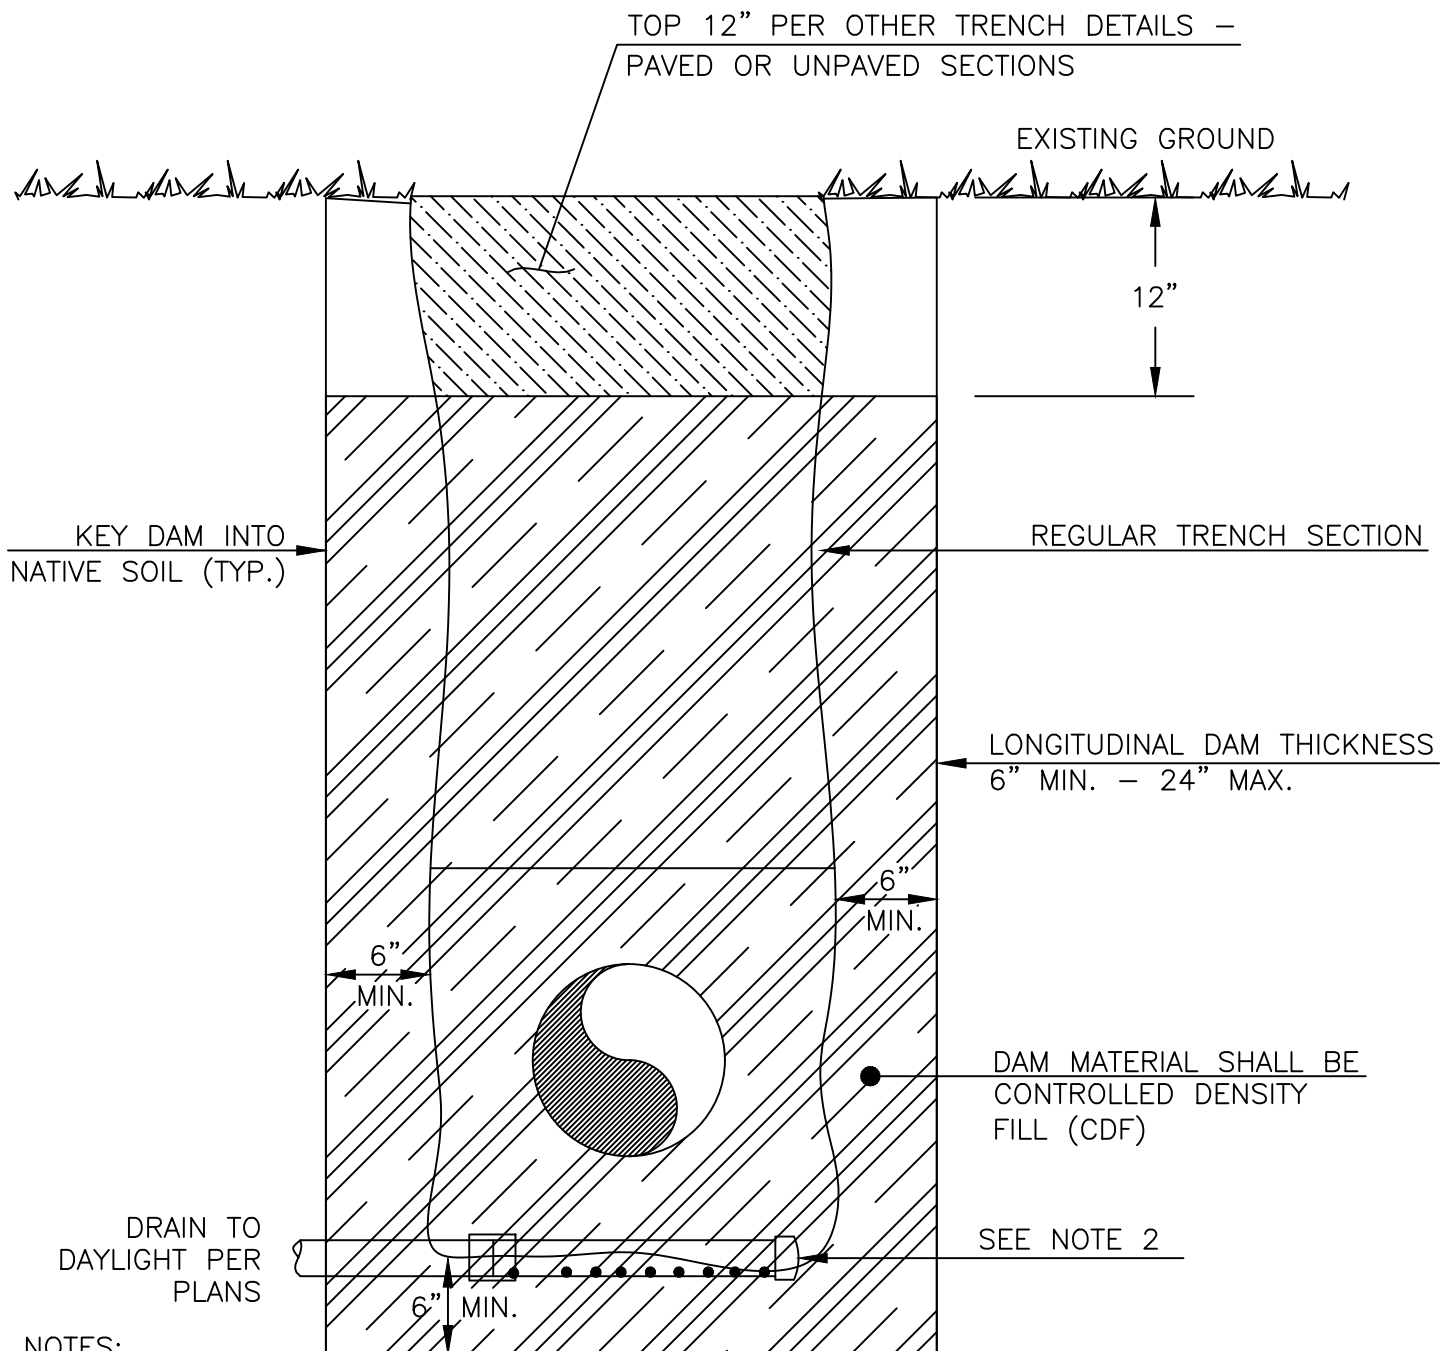 TOP 12” PER OTHER TRENCH DETAILS –
PAVED OR UNPAVED SECTIONS
EXISTING GROUND
12”
KEY DAM INTO
NATIVE SOIL (TYP.)
REGULAR TRENCH SECTION
LONGITUDINAL DAM THICKNESS
6” MIN. – 24” MAX.
6”
MIN.
6”
MIN.
DAM MATERIAL SHALL BE
CONTROLLED DENSITY
FILL (CDF)
DRAIN TO
DAYLIGHT PER
PLANS
SEE NOTE 2
6” MIN.
NOTES: